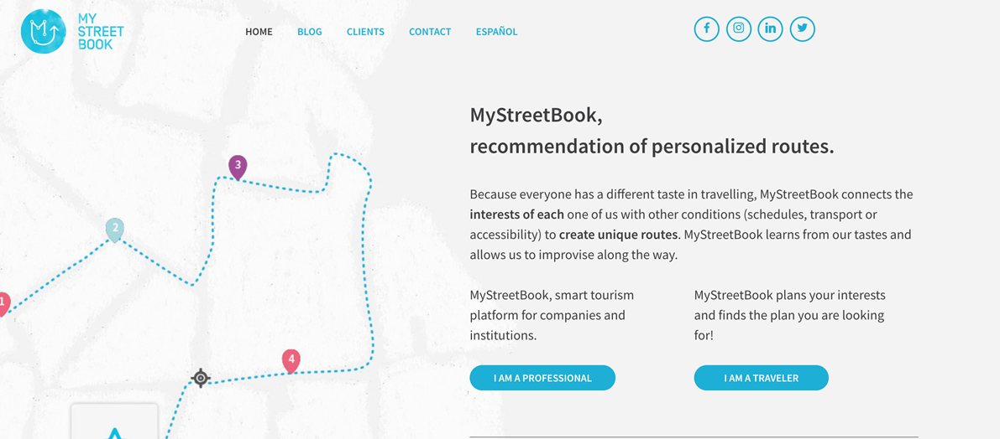 MY
STREET
BOOK
HOME BLOG CLIENTS CONTACT ESPAÑOL
MyStreetBook,
recommendation of personalized routes.
Because everyone has a different taste in travelling, MyStreetBook connects the
interests of each one of us with other conditions (schedules, transport or
accessibility) to create unique routes. MyStreetBook learns from our tastes and
allows us to improvise along the way.
MyStreetBook, smart tourism
platform for companies and
institutions.
I AM A PROFESSIONAL
MyStreetBook plans your interests
and finds the plan you are looking
for!
I AM A TRAVELER
3
2
1
4